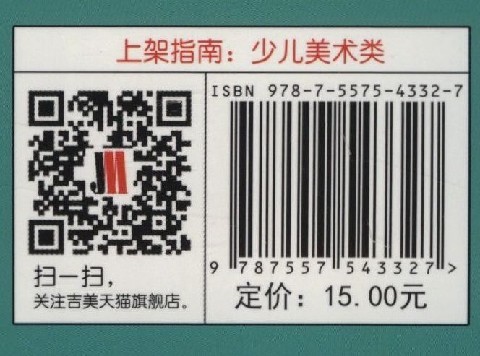 上架指南：少儿美术类
JM
扫一扫，
关注吉美天猫旗舰店。
ISBN 978-7-5575-4332-7
9 787557 543327 >
定价：15.00元